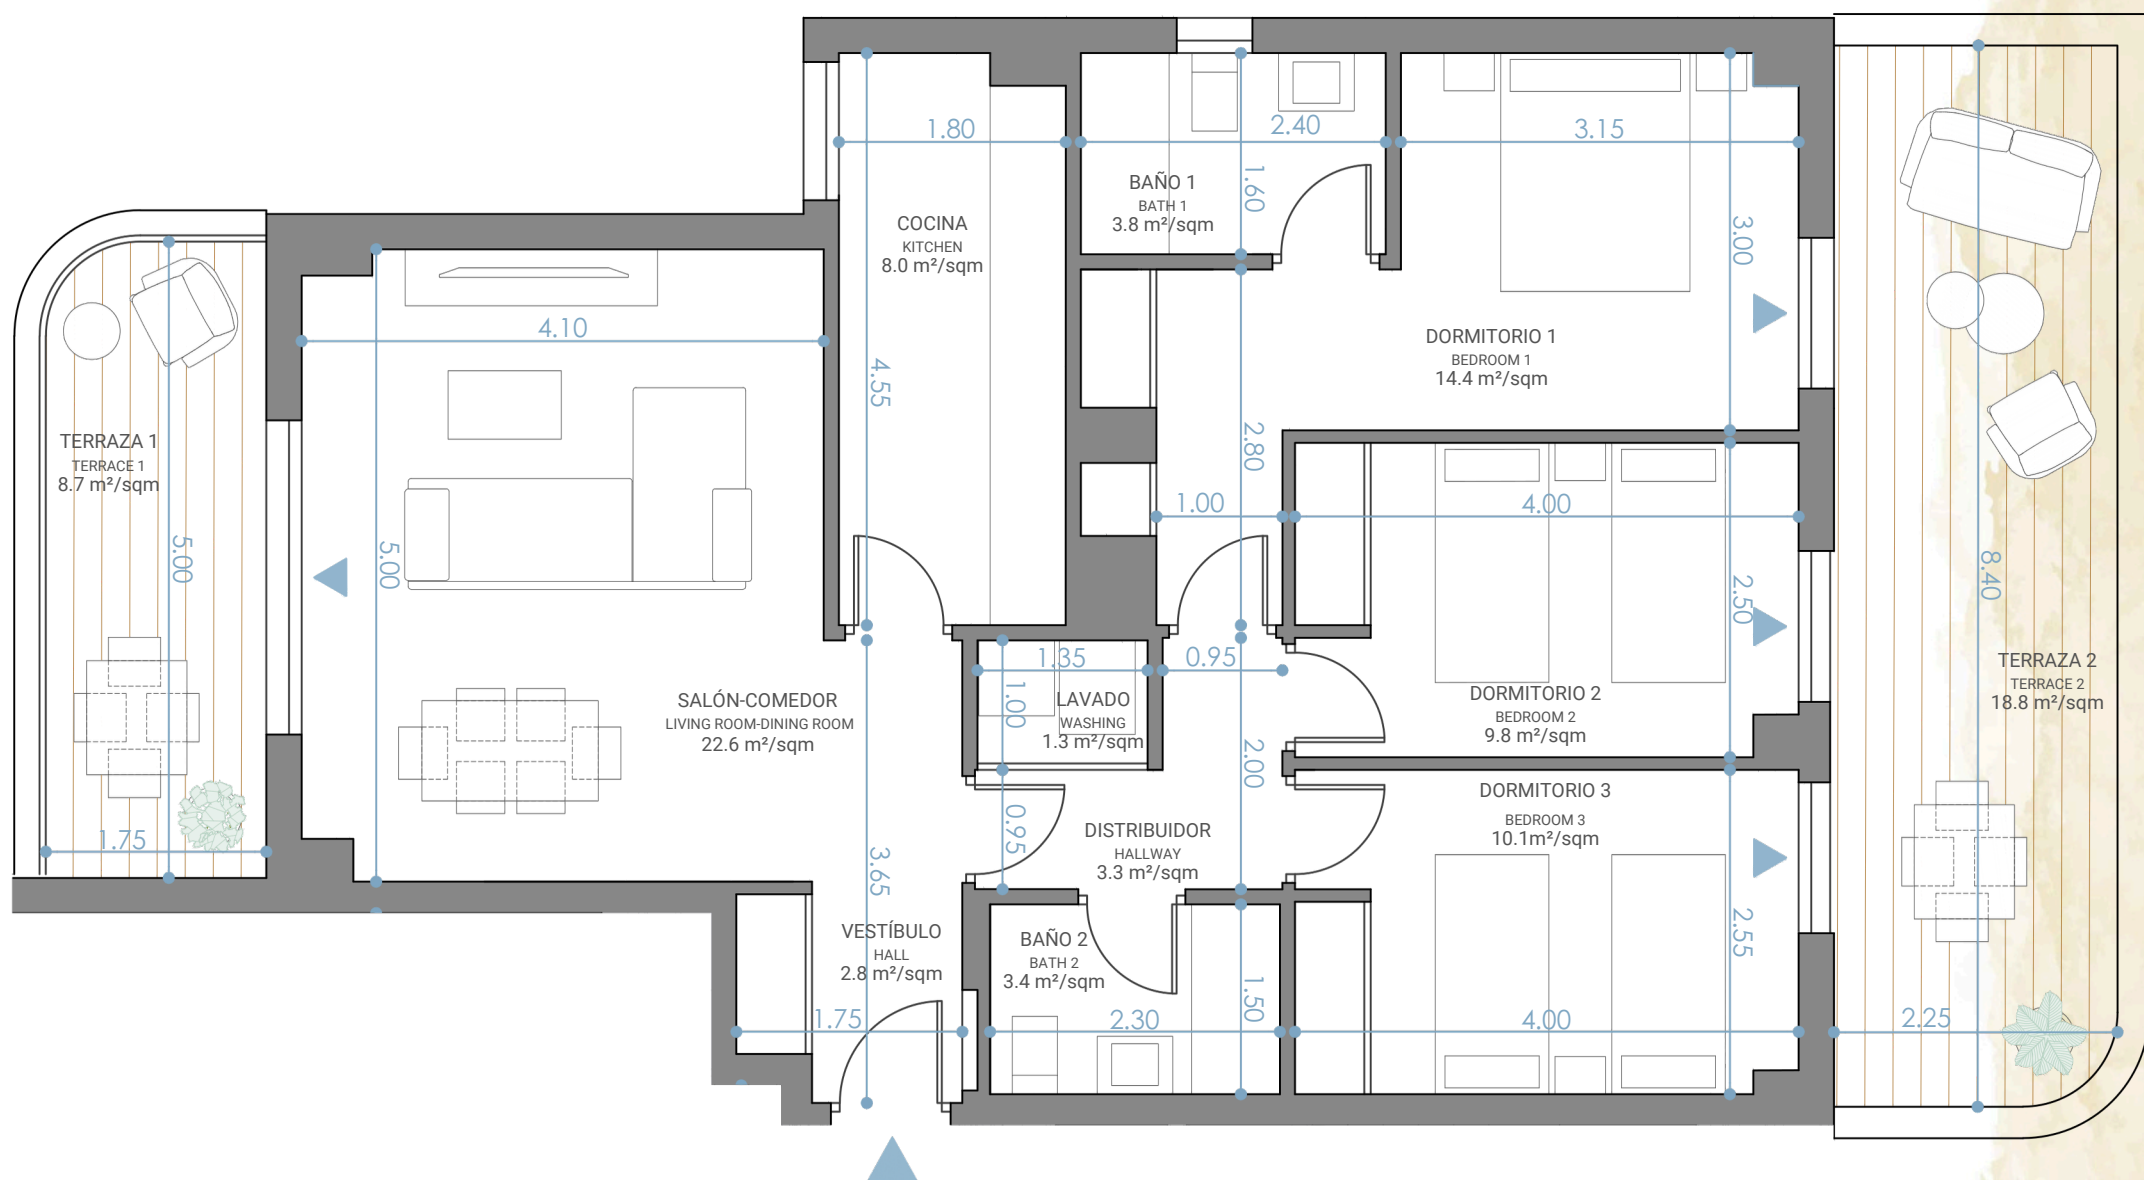 1.80
2.40
3.15
BAÑO 1
BATH 1
3.8 m²/sqm
1.60
COCINA
KITCHEN
8.0 m²/sqm
3.00
4.10
DORMITORIO 1
BEDROOM 1
14.4 m²/sqm
4.55
TERRAZA 1
TERRACE 1
8.7 m²/sqm
2.80
1.00
4.00
5.00
5.00
8.40
2.50
1.35
0.95
TERRAZA 2
TERRACE 2
18.8 m²/sqm
SALÓN-COMEDOR
LIVING ROOM-DINING ROOM
22.6 m²/sqm
1.00
LAVADO
WASHING
1.3 m²/sqm
DORMITORIO 2
BEDROOM 2
9.8 m²/sqm
2.00
DORMITORIO 3
BEDROOM 3
10.1m²/sqm
1.75
0.95
DISTRIBUIDOR
HALLWAY
3.3 m²/sqm
3.65
VESTÍBULO
HALL
2.8 m²/sqm
BAÑO 2
BATH 2
3.4 m²/sqm
2.55
1.50
1.75
2.30
4.00
2.25